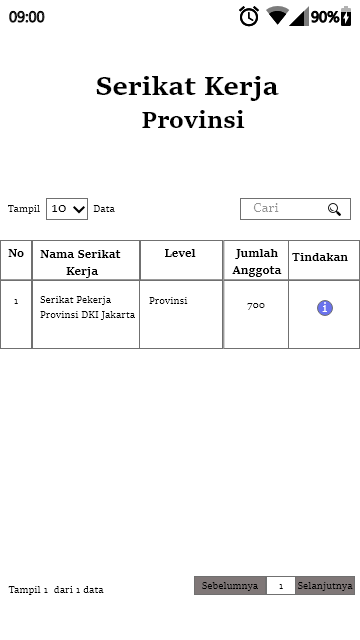 09:00 90%
Serikat Kerja
Provinsi
Tampil 10 Data Cari
No Nama Serikat Level Jumlah Tindakan
Kerja Anggota
1 Serikat Pekerja Provinsi 700 i
Provinsi DKI Jakarta
Tampil 1 dari 1 data Sebelumnya 1 Selanjutnya